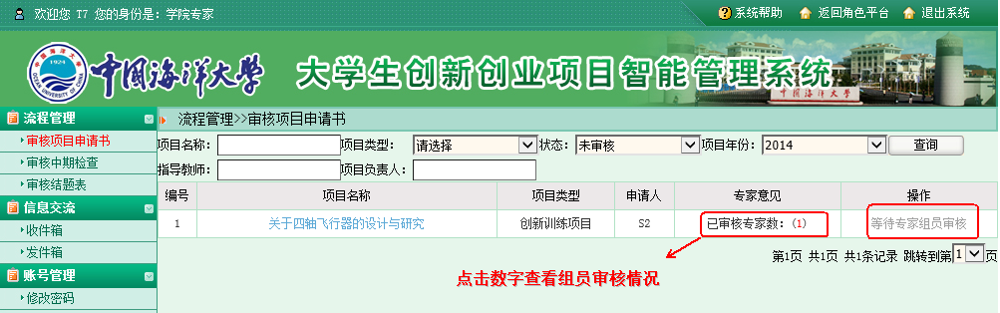 欢迎您 T7 您的身份是：学院专家 系统帮助 返回角色平台 退出系统
1924
OCEAN UNIVERSITY OF CHINA
中国海洋大学 大学生创新创业项目智能管理系统
中国海洋大学
流程管理 流程管理>>审核项目申请书
审核项目申请书 项目名称： 项目类型： 请选择 状态： 未审核 项目年份： 2014 查询
审核中期检查 指导教师： 项目负责人：
审核结题表 编号 项目名称 项目类型 申请人 专家意见 操作
信息交流
收件箱 1 关于四轴飞行器的设计与研究 创新训练项目 S2 已审核专家数：(1) 等待专家组员审核
发件箱 第1页 共1页 共1条记录 跳转到第 1 页
账号管理 点击数字查看组员审核情况
修改密码